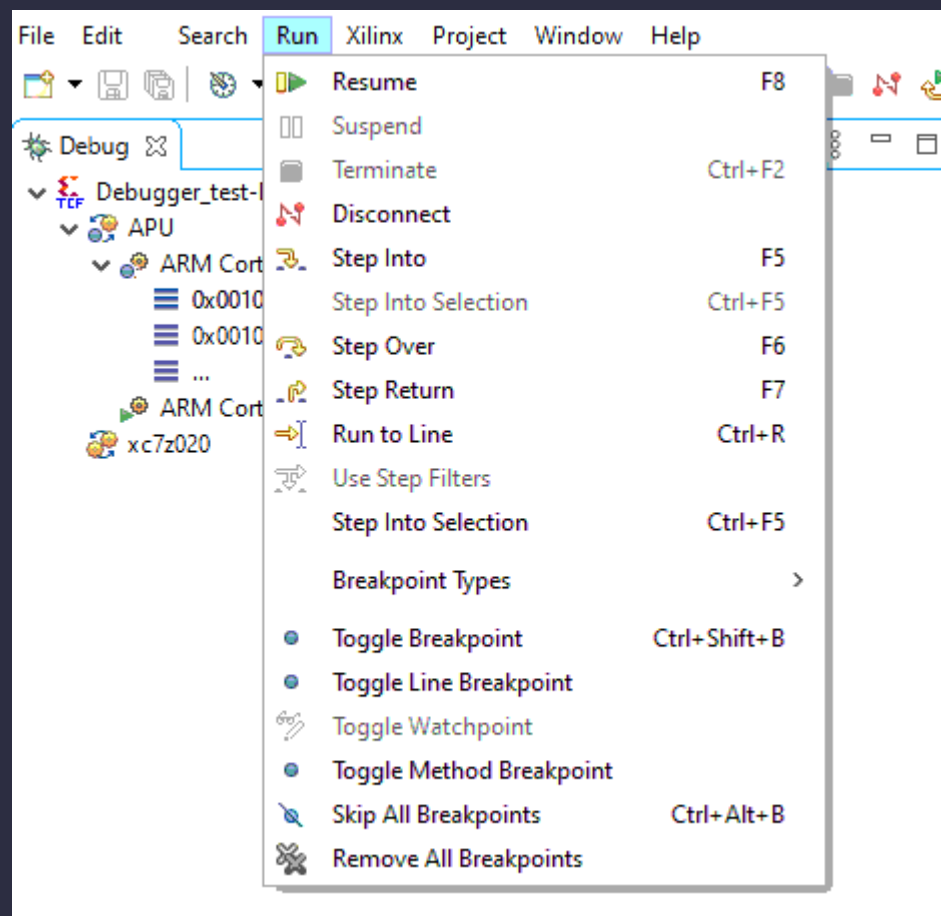 File Edit Search Run Xilinx Project Window Help
Debug
Debugger_test-
TCF
APU
ARM Cort
0x0010
0x0010
...
ARM Cort
xc7z020
Resume F8
Suspend
Terminate Ctrl+F2
Disconnect
Step Into F5
Step Into Selection Ctrl+F5
Step Over F6
Step Return F7
Run to Line Ctrl+R
Use Step Filters
Step Into Selection Ctrl+F5
Breakpoint Types
Toggle Breakpoint Ctrl+Shift+B
Toggle Line Breakpoint
Toggle Watchpoint
Toggle Method Breakpoint
Skip All Breakpoints Ctrl+Alt+B
Remove All Breakpoints